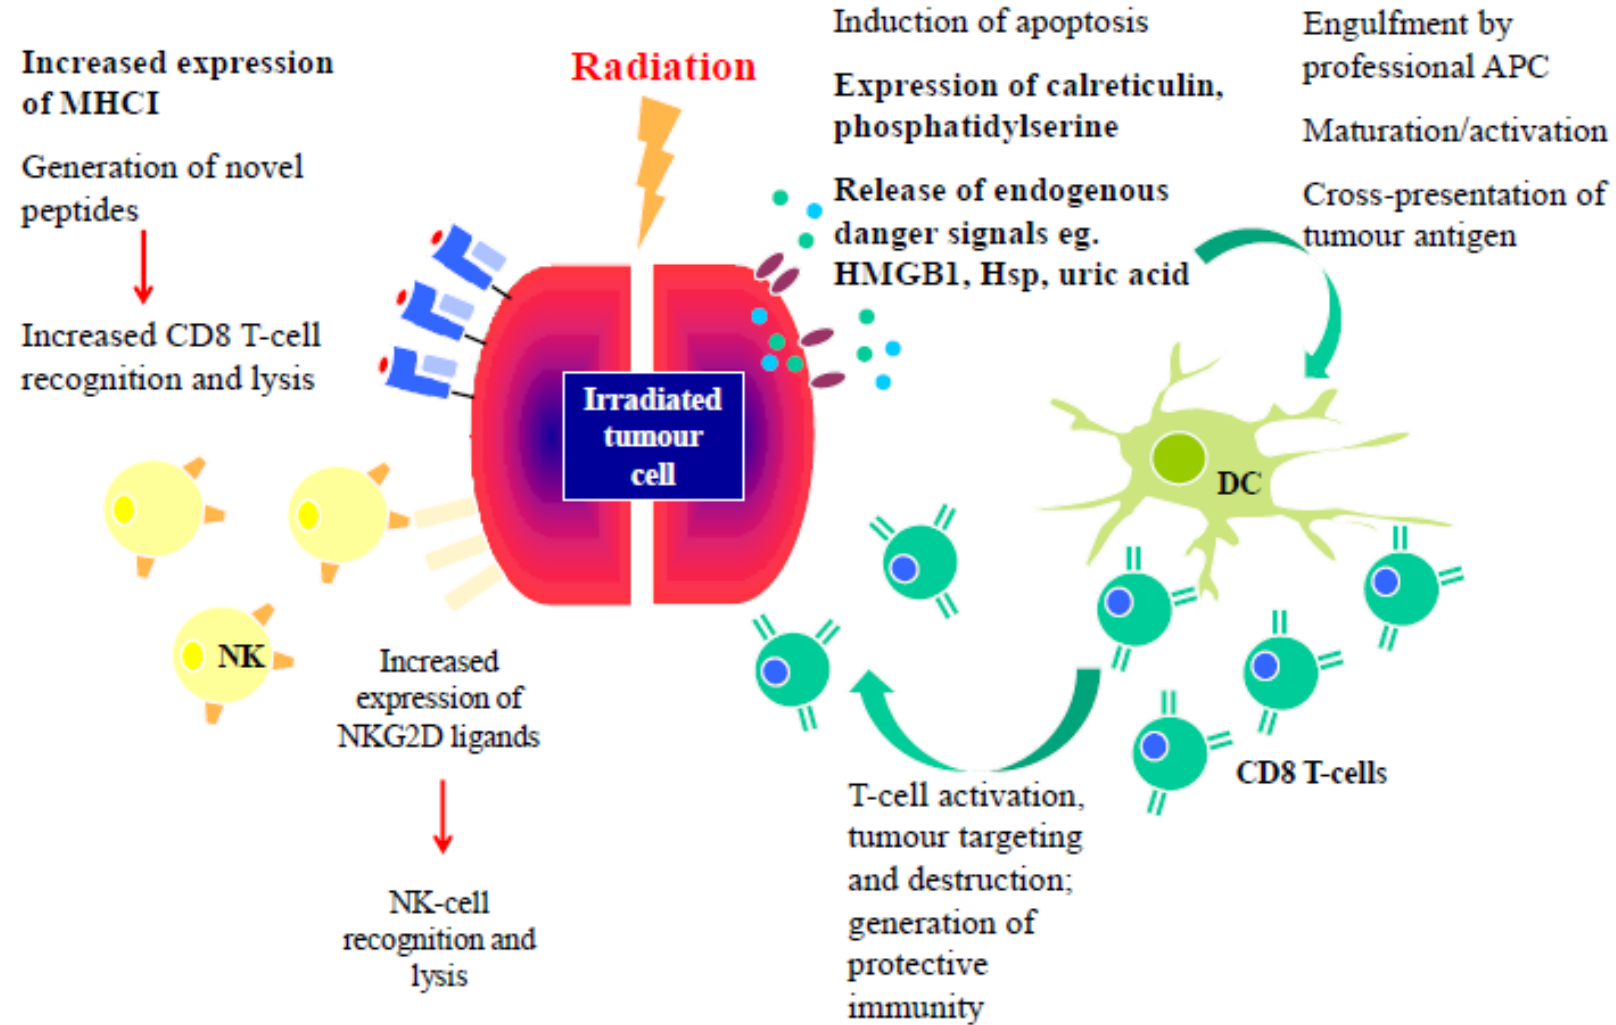 Increased expression
of MHCI
Generation of novel
peptides
Increased CD8 T-cell
recognition and lysis
Radiation
Induction of apoptosis
Expression of calreticulin,
phosphatidylserine
Release of endogenous
danger signals eg.
HMGB1, Hsp, uric acid
Engulfment by
professional APC
Maturation/activation
Cross-presentation of
tumour antigen
Irradiated
tumour
cell
DC
NK
Increased
expression of
NKG2D ligands
NK-cell
recognition and
lysis
CD8 T-cells
T-cell activation,
tumour targeting
and destruction;
generation of
protective
immunity